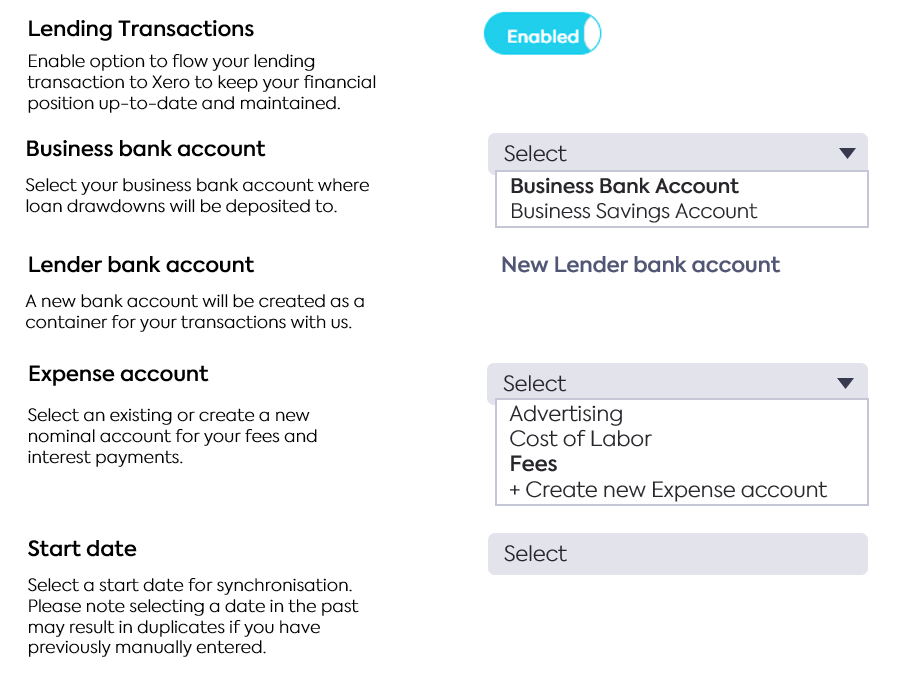 Lending Transactions
Enabled
Enable option to flow your lending
transaction to Xero to keep your financial
position up-to-date and maintained.
Business bank account
Select
Select your business bank account where
loan drawdowns will be deposited to.
Business Bank Account
Business Savings Account
Lender bank account
New Lender bank account
A new bank account will be created as a
container for your transactions with us.
Expense account
Select
Select an existing or create a new
nominal account for your fees and
interest payments.
Advertising
Cost of Labor
Fees
+ Create new Expense account
Start date
Select
Select a start date for synchronisation.
Please note selecting a date in the past
may result in duplicates if you have
previously manually entered.